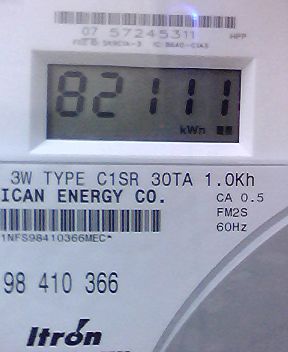 07 57245311 HPP
82111
kWh
3W TYPE C1SR 30TA 1.0Kh
ICAN ENERGY CO.
CA 0.5
FM2S
60Hz
1NFS98410366MEC*
98 410 366
Itron